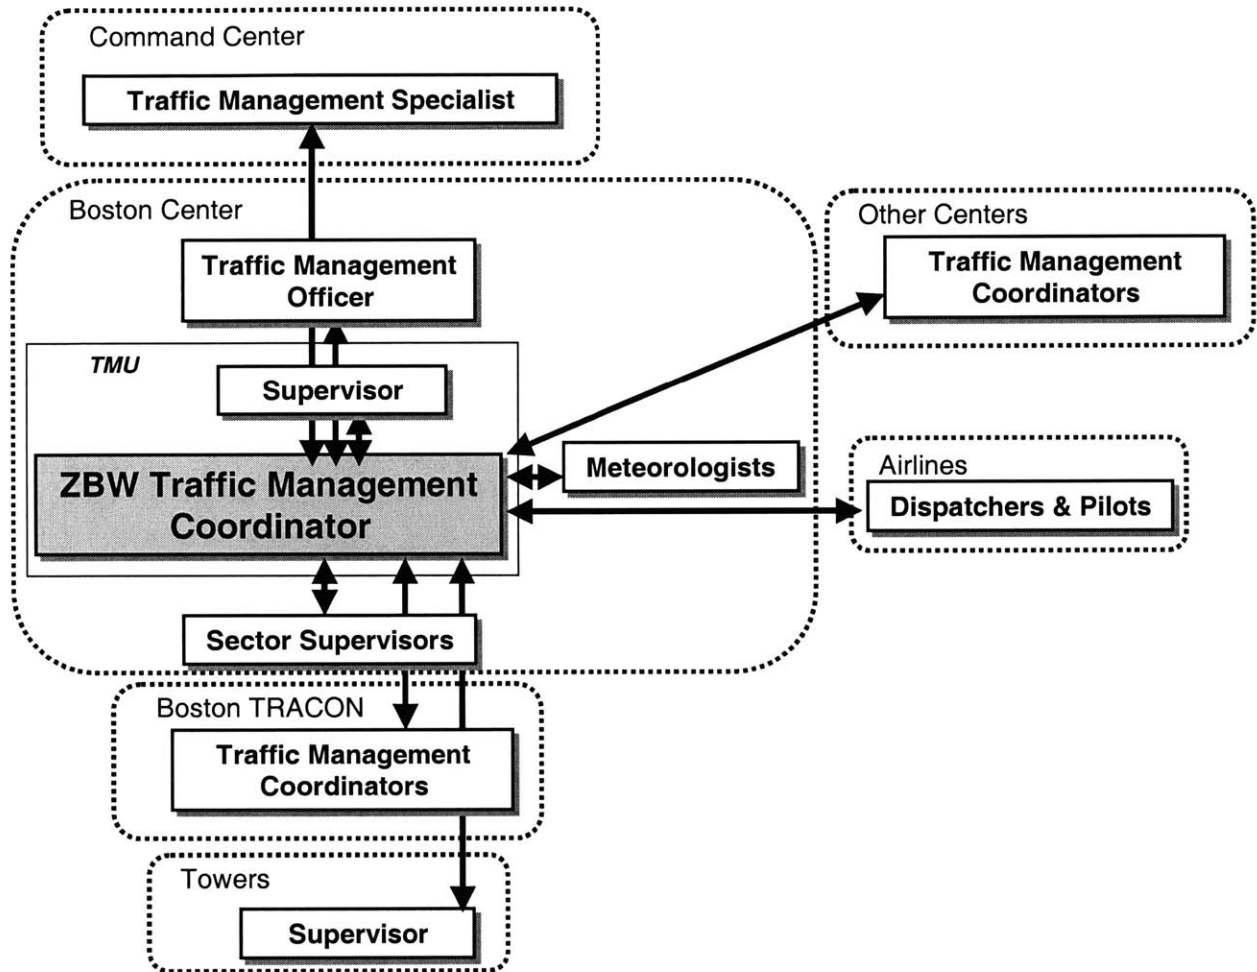 Command Center
Traffic Management Specialist
Boston Center
Traffic Management
Officer
Other Centers
Traffic Management
Coordinators
TMU
Supervisor
ZBW Traffic Management
Coordinator
Meteorologists
Airlines
Dispatchers & Pilots
Sector Supervisors
Boston TRACON
Traffic Management
Coordinators
Towers
Supervisor